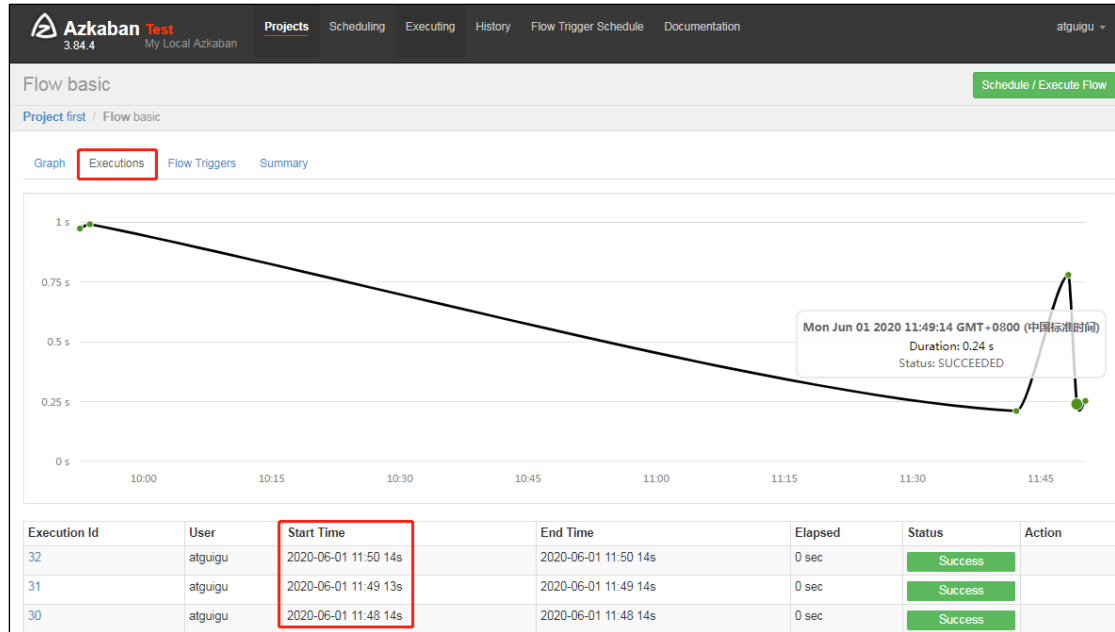 Azkaban Test Projects Scheduling Executing History Flow Trigger Schedule Documentation atguigu
3.84.4 My Local Azkaban
Flow basic Schedule / Execute Flow
Project first / Flow basic
Graph Executions Flow Triggers Summary
1 s
0.75 s
Mon Jun 01 2020 11:49:14 GMT+0800 (中国标准时间)
0.5 s Duration: 0.24 s
Status: SUCCEEDED
0.25 s
0 s
10:00 10:15 10:30 10:45 11:00 11:15 11:30 11:45
Execution Id User Start Time End Time Elapsed Status Action
32 atguigu 2020-06-01 11:50 14s 2020-06-01 11:50 14s 0 sec Success
31 atguigu 2020-06-01 11:49 13s 2020-06-01 11:49 14s 0 sec Success
30 atguigu 2020-06-01 11:48 14s 2020-06-01 11:48 14s 0 sec Success